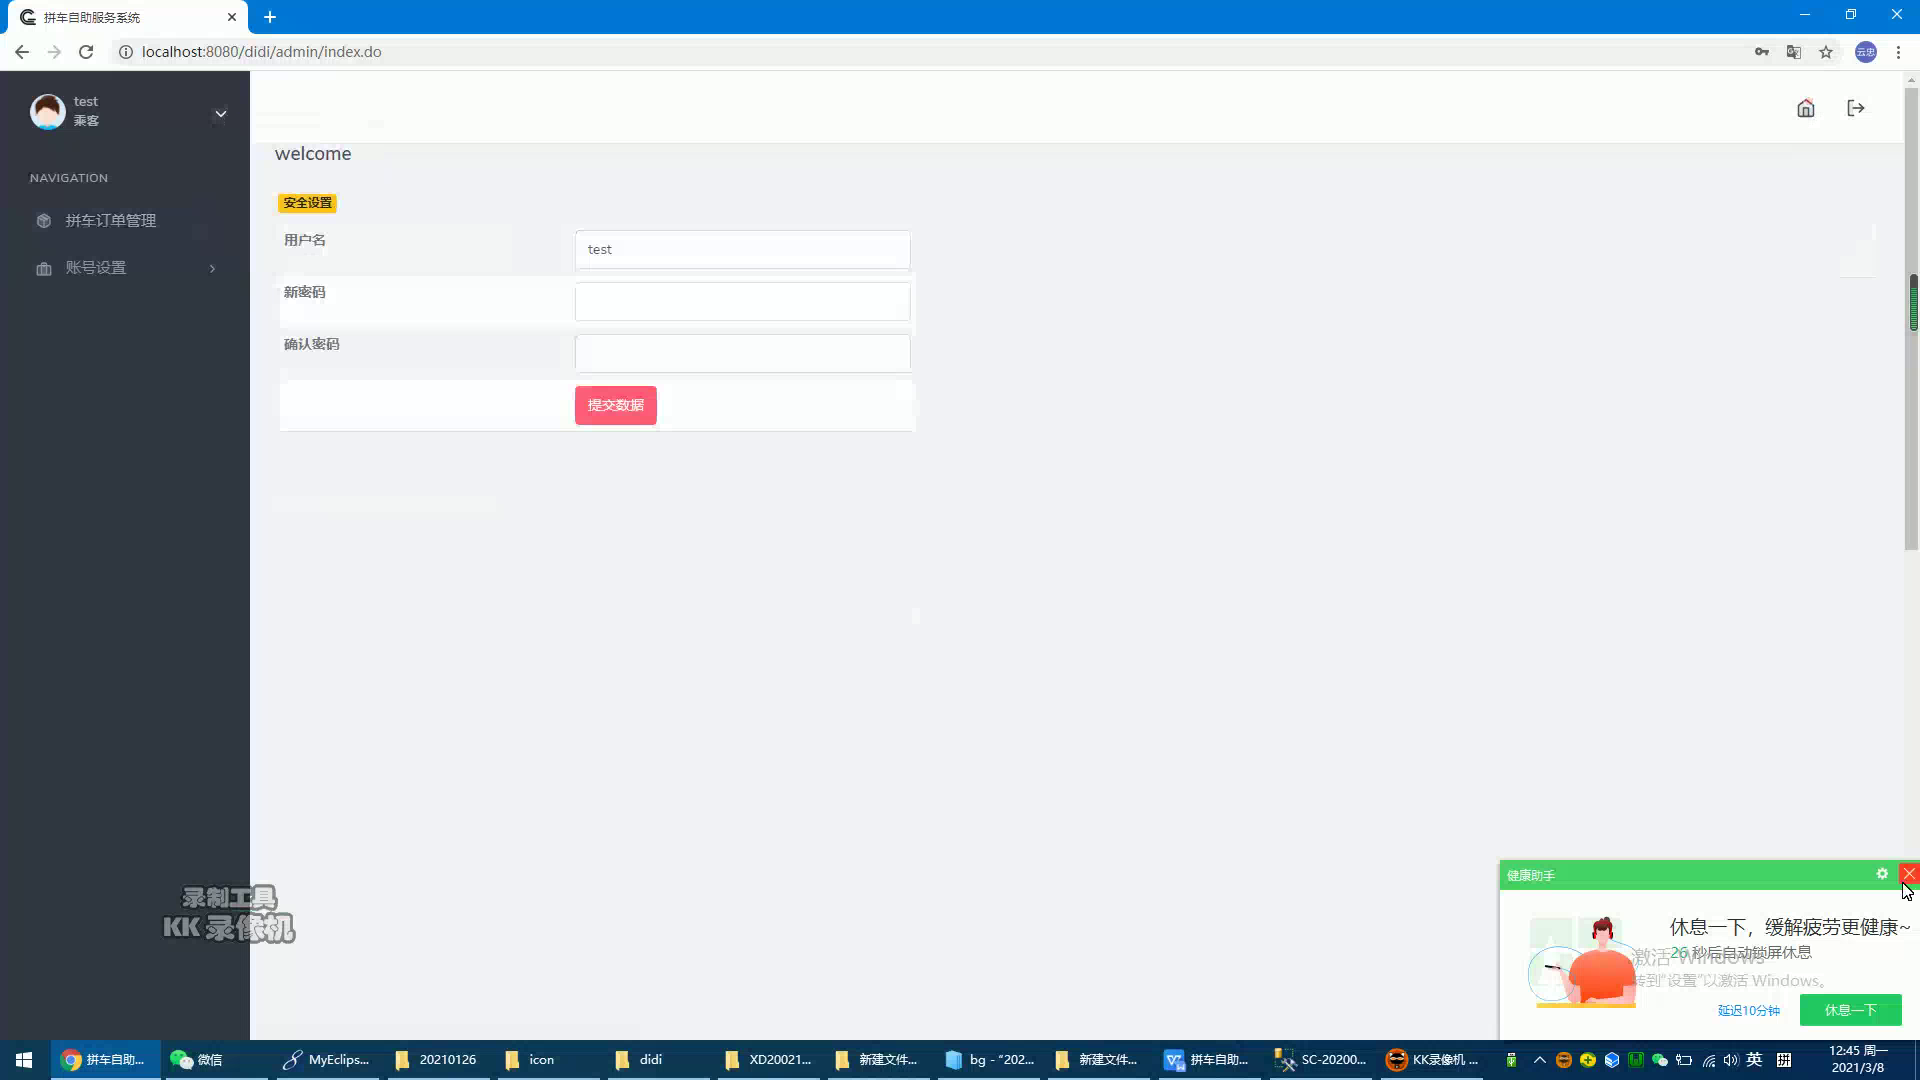 拼车自助服务系统
localhost:8080/didi/admin/index.do
云忠
test
乘客
NAVIGATION
拼车订单管理
账号设置
welcome
安全设置
用户名
test
新密码
确认密码
提交数据
录制工具
KK 录像机
健康助手
休息一下，缓解疲劳更健康~
26 秒后自动锁屏休息
激活 Windows
转到"设置"以激活 Windows。
延迟10分钟
休息一下
拼车自助...
微信
MyEclips...
20210126
icon
didi
XD20021...
新建文件...
bg - "202...
新建文件...
拼车自助...
SC-20200...
KK录像机 ...
英
拼
12:45 周一
2021/3/8